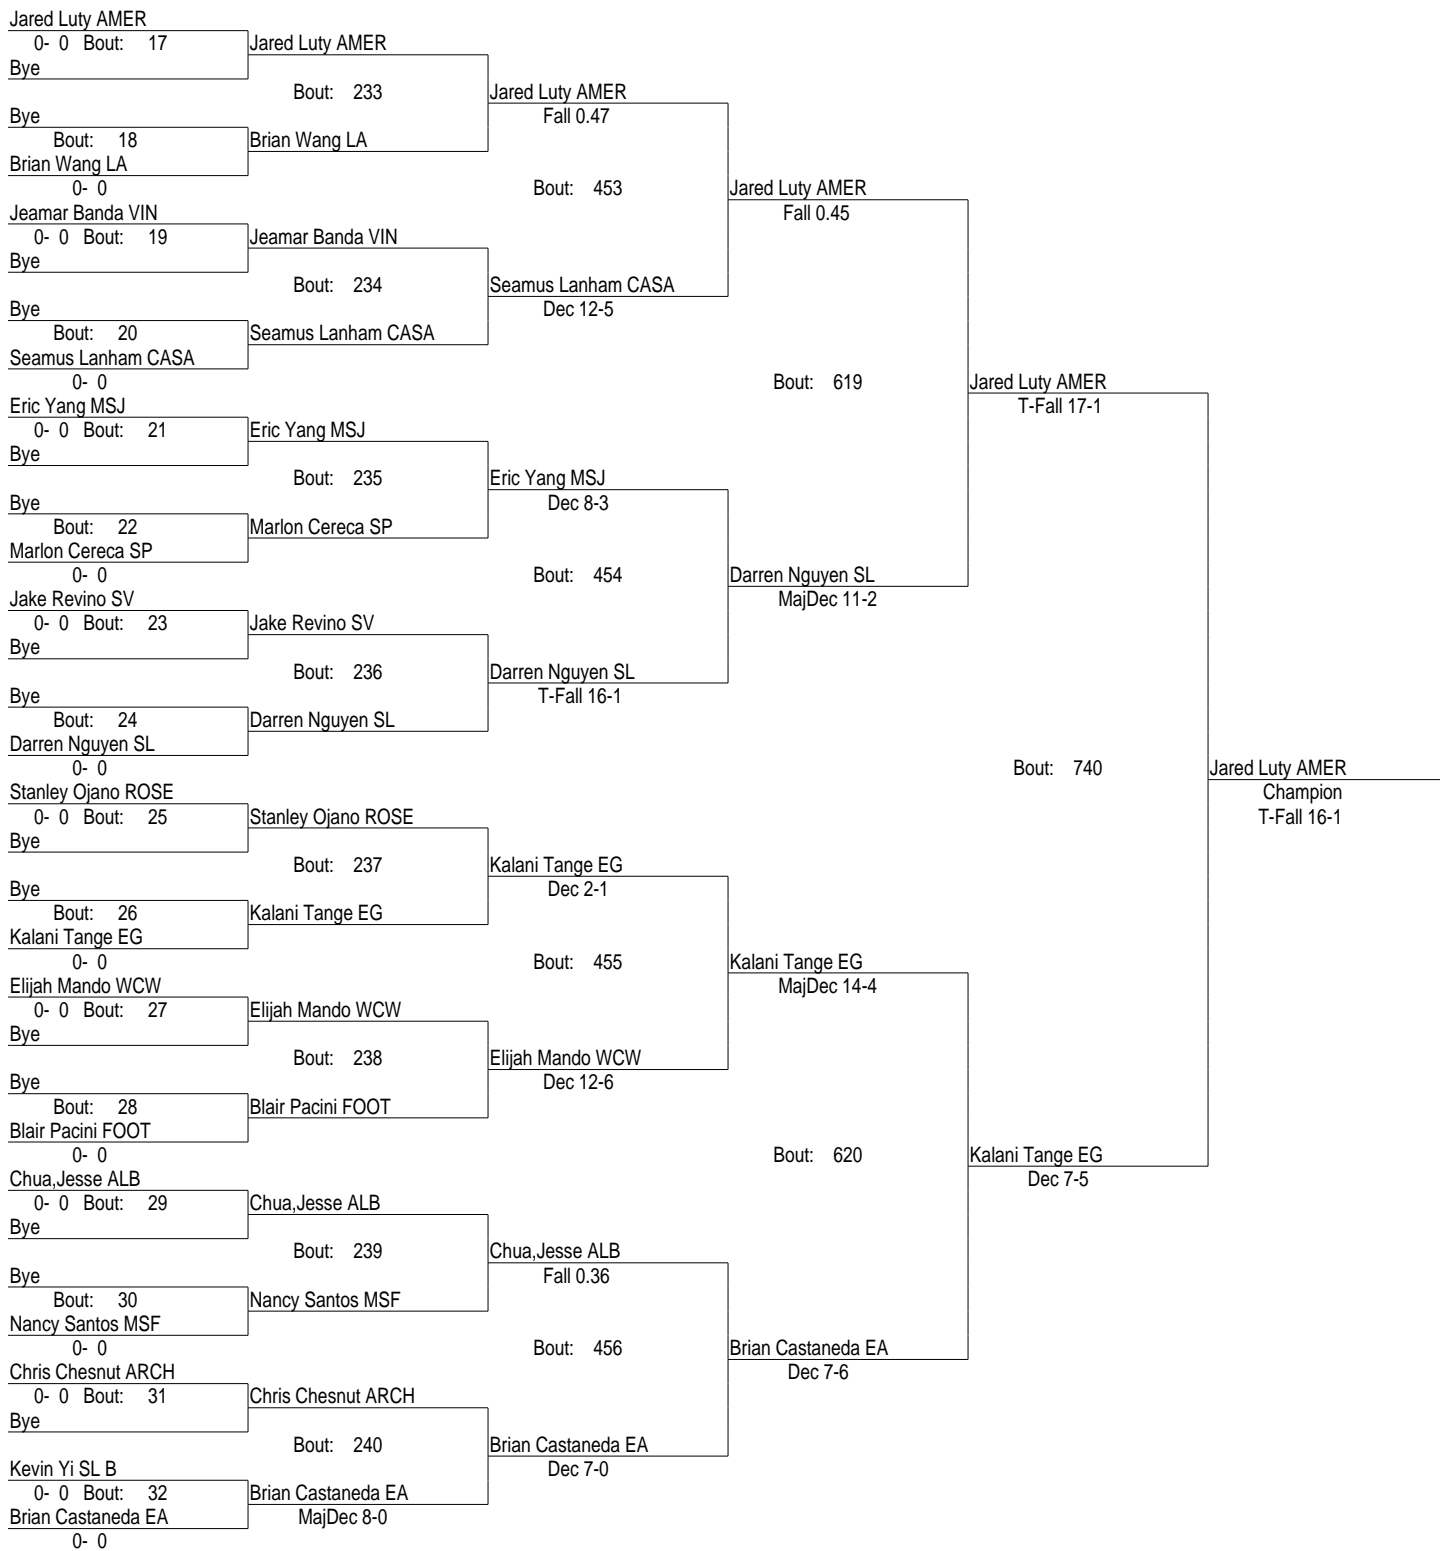 Jared Luty AMER
0- 0 Bout: 17 Jared Luty AMER
Bye
Bout: 233 Jared Luty AMER
Bye Fall 0.47
Bout: 18 Brian Wang LA
Brian Wang LA
0- 0 Bout: 453 Jared Luty AMER
Jeamar Banda VIN Fall 0.45
0- 0 Bout: 19 Jeamar Banda VIN
Bye
Bout: 234 Seamus Lanham CASA
Bye Dec 12-5
Bout: 20 Seamus Lanham CASA
Seamus Lanham CASA
0- 0 Bout: 619 Jared Luty AMER
Eric Yang MSJ T-Fall 17-1
0- 0 Bout: 21 Eric Yang MSJ
Bye
Bout: 235 Eric Yang MSJ
Bye Dec 8-3
Bout: 22 Marlon Cereca SP
Marlon Cereca SP
0- 0 Bout: 454 Darren Nguyen SL
Jake Revino SV MajDec 11-2
0- 0 Bout: 23 Jake Revino SV
Bye
Bout: 236 Darren Nguyen SL
Bye T-Fall 16-1
Bout: 24 Darren Nguyen SL
Darren Nguyen SL
0- 0 Bout: 740 Jared Luty AMER
Stanley Ojano ROSE Champion
0- 0 Bout: 25 Stanley Ojano ROSE T-Fall 16-1
Bye
Bout: 237 Kalani Tange EG
Bye Dec 2-1
Bout: 26 Kalani Tange EG
Kalani Tange EG
0- 0 Bout: 455 Kalani Tange EG
Elijah Mando WCW MajDec 14-4
0- 0 Bout: 27 Elijah Mando WCW
Bye
Bout: 238 Elijah Mando WCW
Bye Dec 12-6
Bout: 28 Blair Pacini FOOT
Blair Pacini FOOT
0- 0 Bout: 620 Kalani Tange EG
Chua,Jesse ALB Dec 7-5
0- 0 Bout: 29 Chua,Jesse ALB
Bye
Bout: 239 Chua,Jesse ALB
Bye Fall 0.36
Bout: 30 Nancy Santos MSF
Nancy Santos MSF
0- 0 Bout: 456 Brian Castaneda EA
Chris Chesnut ARCH Dec 7-6
0- 0 Bout: 31 Chris Chesnut ARCH
Bye
Bout: 240 Brian Castaneda EA
Kevin Yi SL B Dec 7-0
0- 0 Bout: 32 Brian Castaneda EA
Brian Castaneda EA MajDec 8-0
0- 0